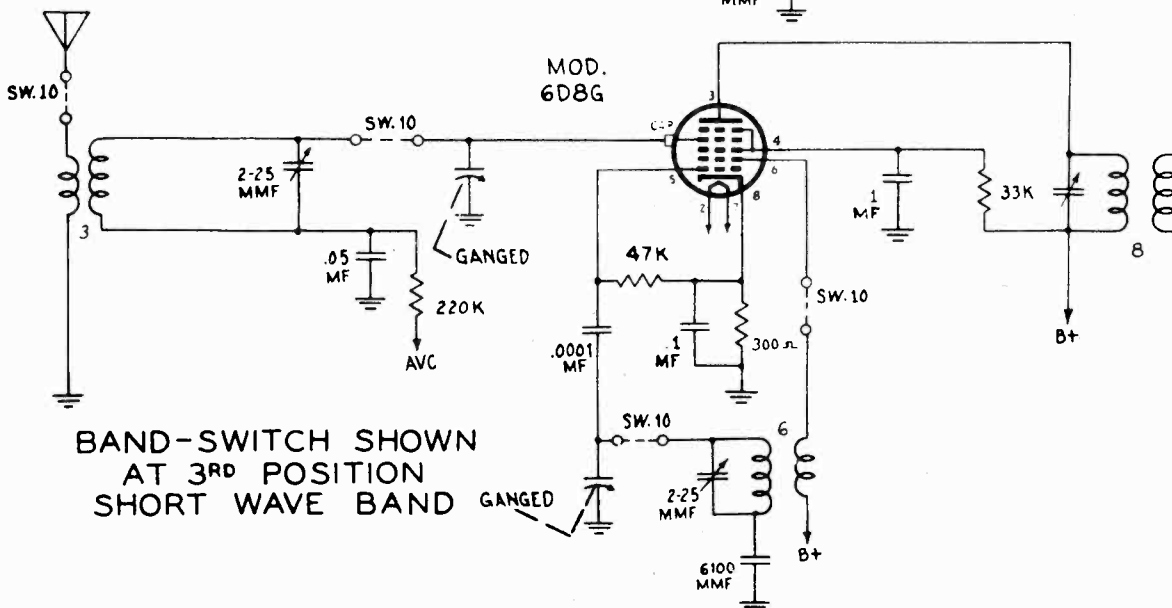 MMF
SW.10
MOD.
6D8G
SW.10
CAP
3
4
6
5
8
2
7
2-25
MMF
3
.05
MF
GANGED
220K
AVC
47K
.0001
MF
.1
MF
300Ω
SW.10
1
MF
33K
8
B+
BAND-SWITCH SHOWN
AT 3RD POSITION
SHORT WAVE BAND
GANGED
SW.10
6
2-25
MMF
6100
MMF
B+